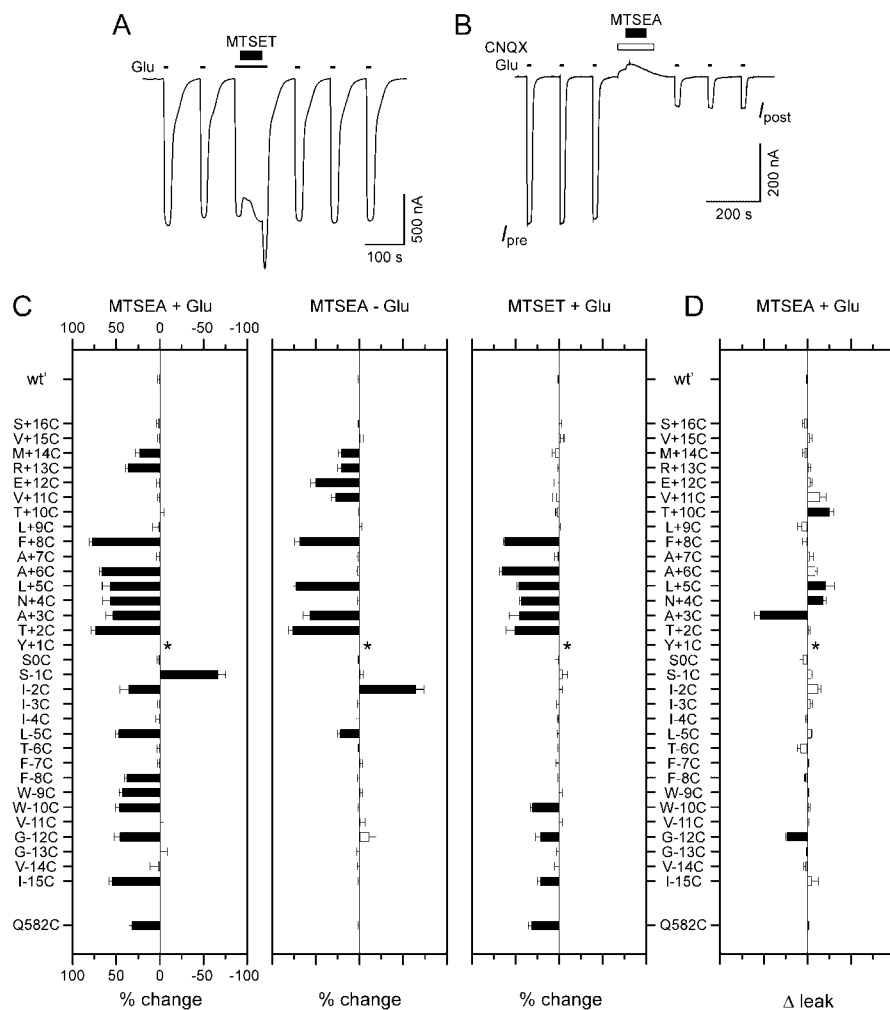 A
MTSET
Glu
500 nA
100 s
B
MTSEA
CNQX
Glu
Ipost
Ipre
200 nA
200 s
C
MTSEA + Glu
MTSEA - Glu
MTSET + Glu
D
MTSEA + Glu
100 50 0 -50 -100
wt' wt'
S+16C S+16C
V+15C V+15C
M+14C M+14C
R+13C R+13C
E+12C E+12C
V+11C V+11C
T+10C T+10C
L+9C L+9C
F+8C F+8C
A+7C A+7C
A+6C A+6C
L+5C L+5C
N+4C N+4C
A+3C A+3C
T+2C T+2C
Y+1C * * * Y+1C *
S0C S0C
S-1C S-1C
I-2C I-2C
I-3C I-3C
I-4C I-4C
L-5C L-5C
T-6C T-6C
F-7C F-7C
F-8C F-8C
W-9C W-9C
W-10C W-10C
V-11C V-11C
G-12C G-12C
G-13C G-13C
V-14C V-14C
I-15C I-15C
Q582C Q582C
100 50 0 -50 -100
% change
% change
% change
Δ leak